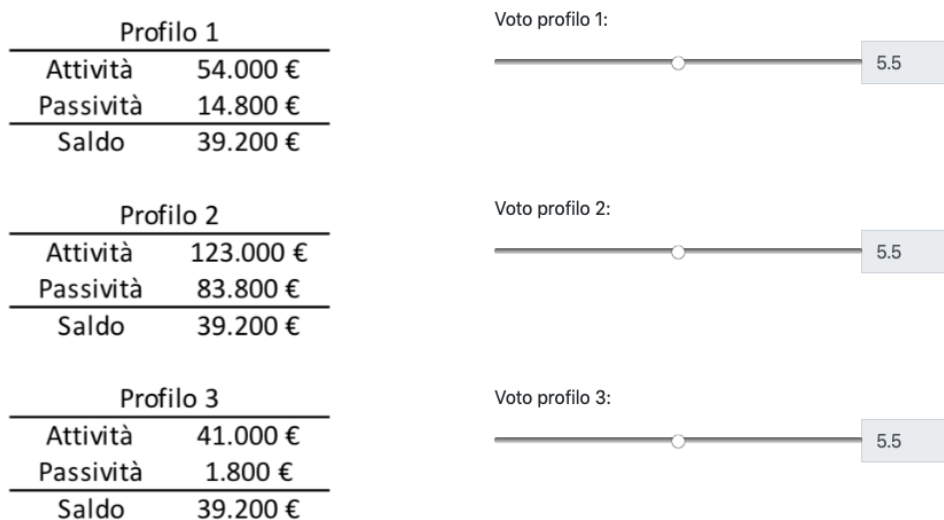 Profilo 1
Attività 54.000 €
Passività 14.800 €
Saldo 39.200 €
Voto profilo 1:
5.5
Profilo 2
Attività 123.000 €
Passività 83.800 €
Saldo 39.200 €
Voto profilo 2:
5.5
Profilo 3
Attività 41.000 €
Passività 1.800 €
Saldo 39.200 €
Voto profilo 3:
5.5